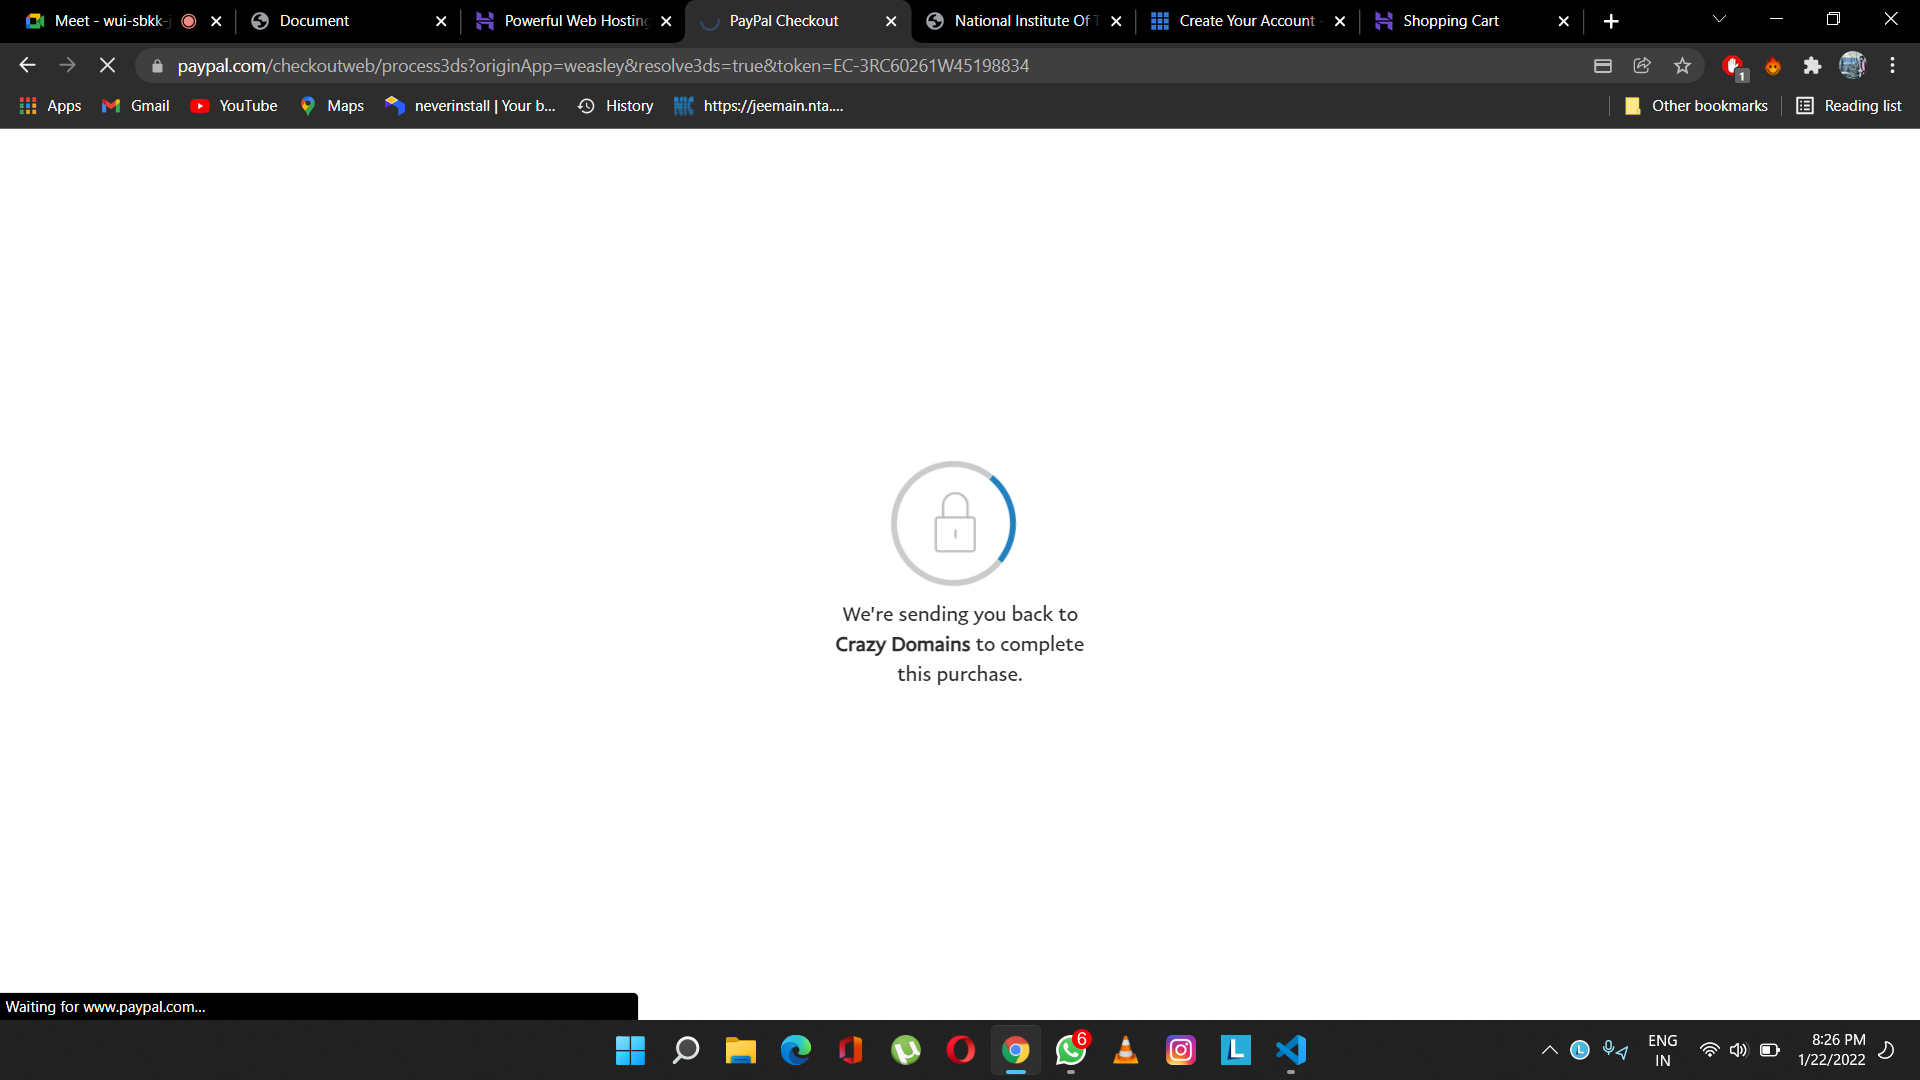 Meet - wui-sbkk-j
Document
Powerful Web Hosting
PayPal Checkout
National Institute Of T
Create Your Account -
Shopping Cart
paypal.com/checkoutweb/process3ds?originApp=weasley&resolve3ds=true&token=EC-3RC60261W45198834
1
Apps
Gmail
YouTube
Maps
neverinstall | Your b...
History
https://jeemain.nta....
Other bookmarks
Reading list
We're sending you back to
Crazy Domains to complete
this purchase.
Waiting for www.paypal.com...
6
L
L
ENG
IN
8:26 PM
1/22/2022